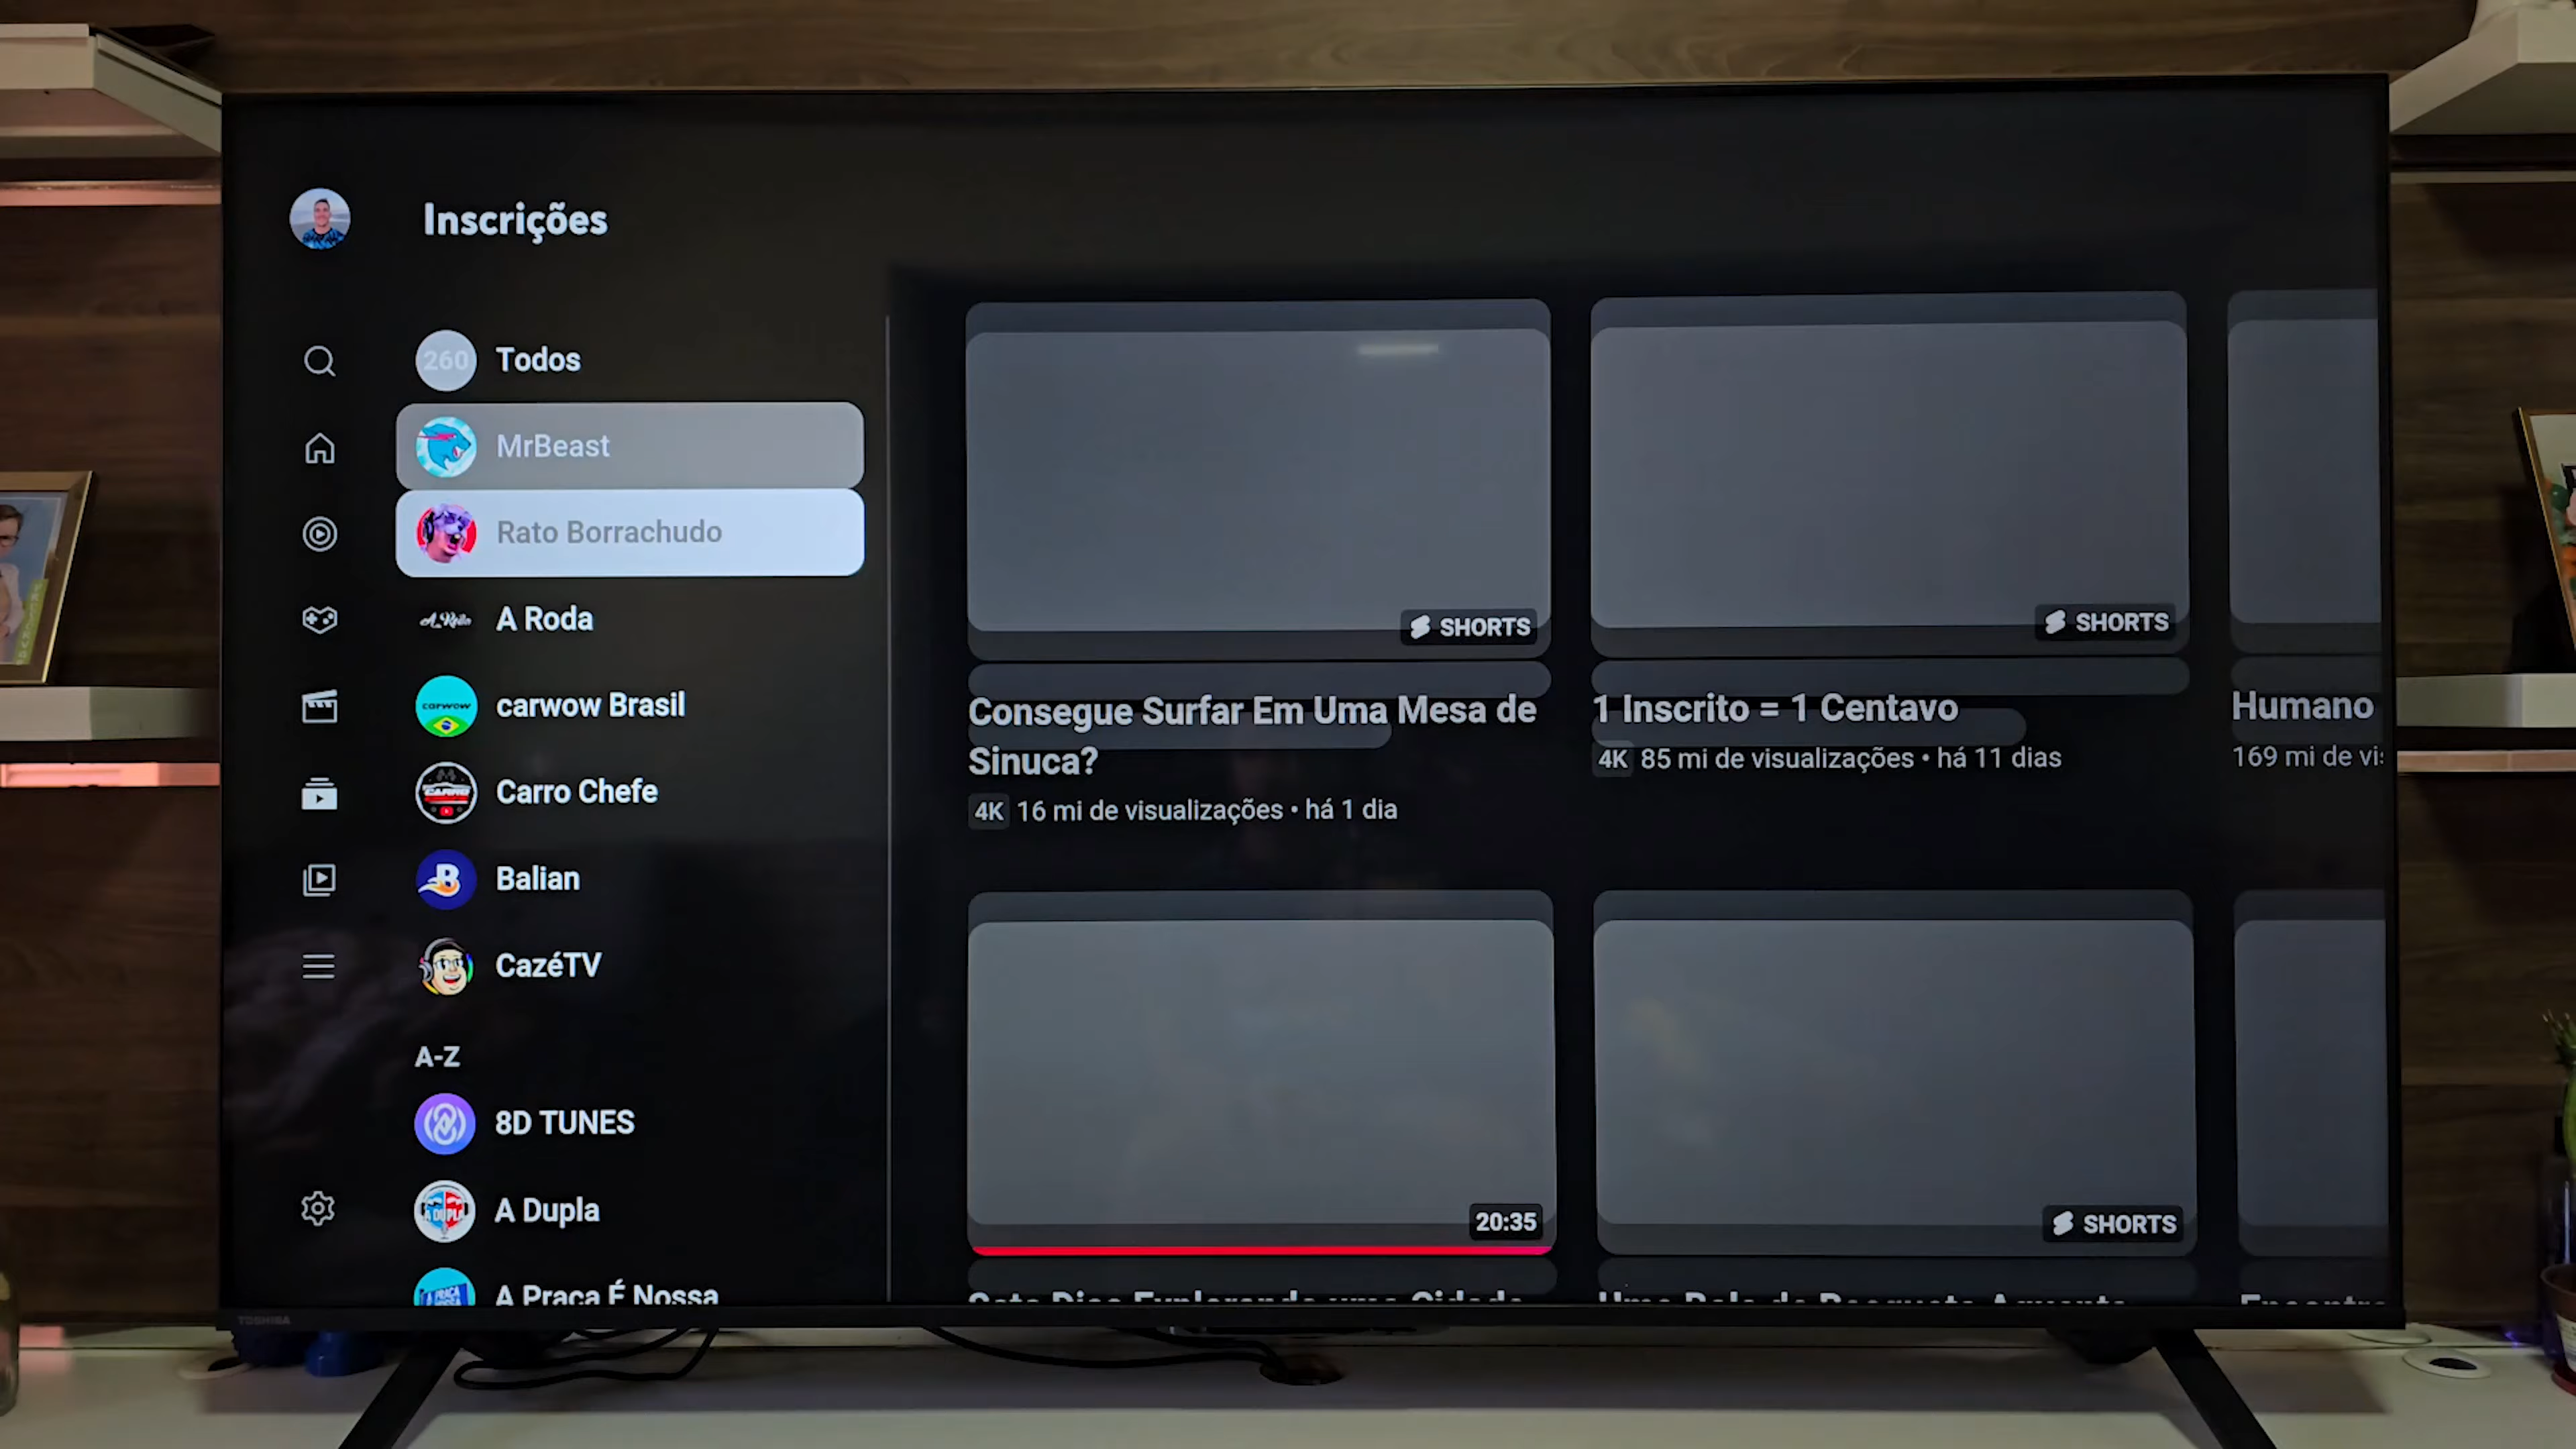 Inscrições
260 Todos
MrBeast
Rato Borrachudo
A Roda
carwow Brasil
Carro Chefe
Balian
CazéTV
A-Z
8D TUNES
A Dupla
A Praça É Nossa
SHORTS
Consegue Surfar Em Uma Mesa de
Sinuca?
4K 16 mi de visualizações • há 1 dia
SHORTS
1 Inscrito = 1 Centavo
4K 85 mi de visualizações • há 11 dias
Humano
169 mi de
20:35
SHORTS
TOSHIBA